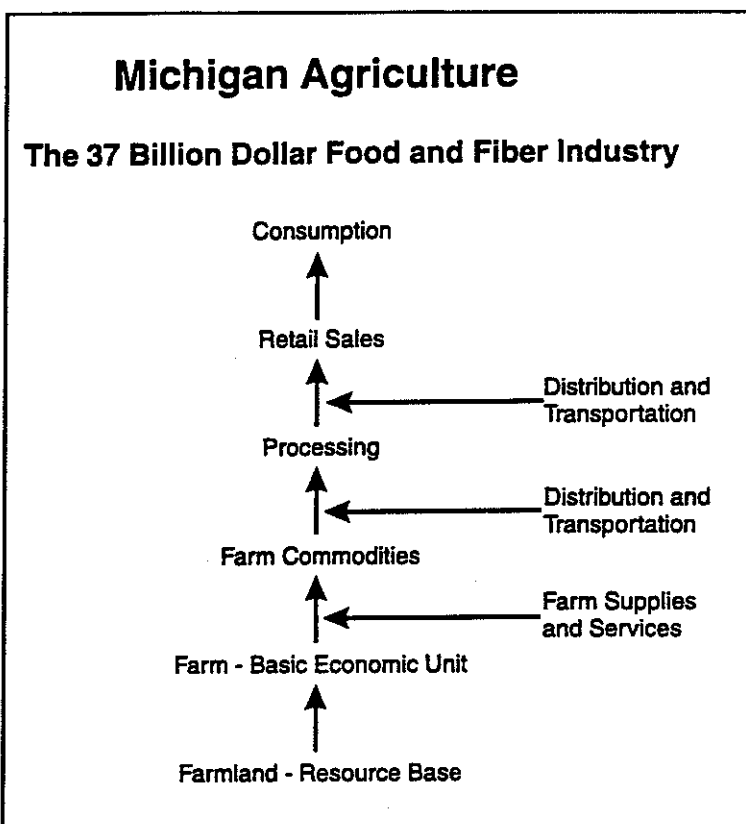 Michigan Agriculture
The 37 Billion Dollar Food and Fiber Industry
Consumption
Retail Sales
Distribution and
Transportation
Processing
Distribution and
Transportation
Farm Commodities
Farm Supplies
and Services
Farm - Basic Economic Unit
Farmland - Resource Base